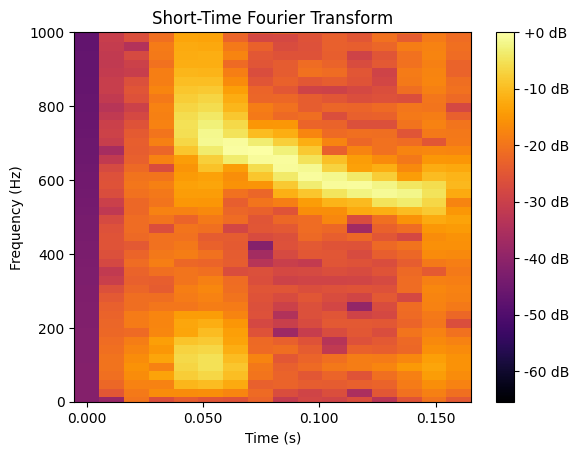 Short-Time Fourier Transform
Frequency (Hz)
1000
800
600
400
200
0
0.000
0.050
0.100
0.150
Time (s)
+0 dB
-10 dB
-20 dB
-30 dB
-40 dB
-50 dB
-60 dB